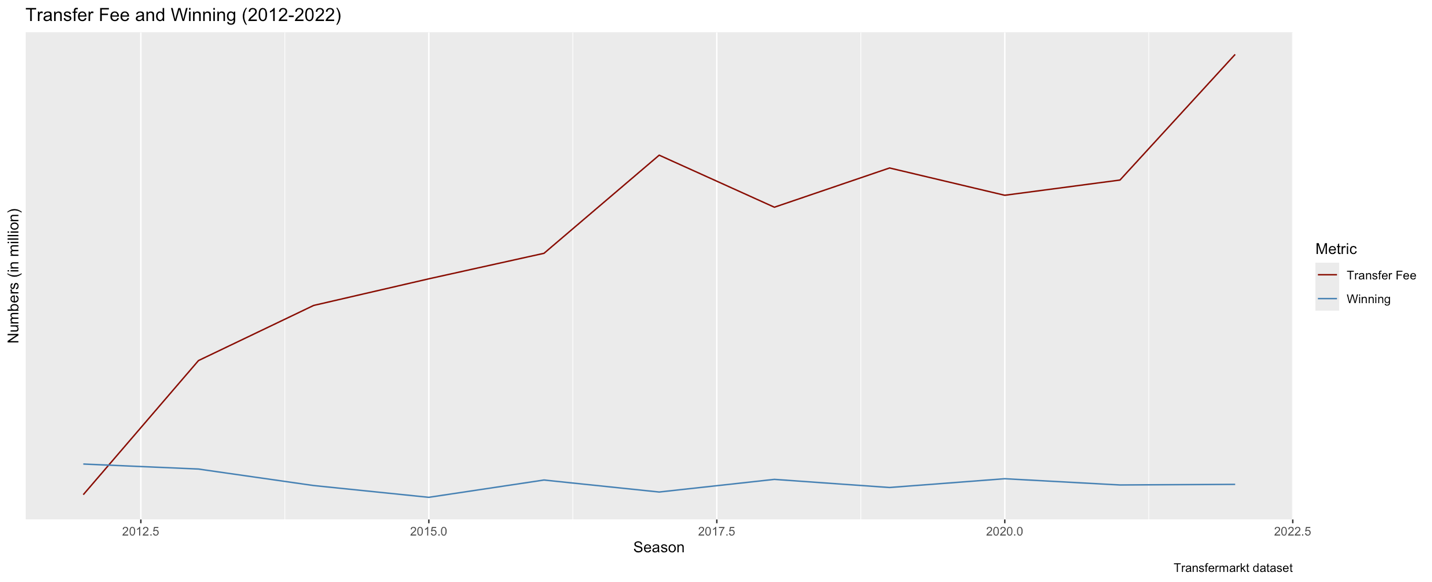 Transfer Fee and Winning (2012-2022)
Numbers (in million)
Metric
Transfer Fee
Winning
2012.5
2015.0
2017.5
2020.0
2022.5
Season
Transfermarkt dataset